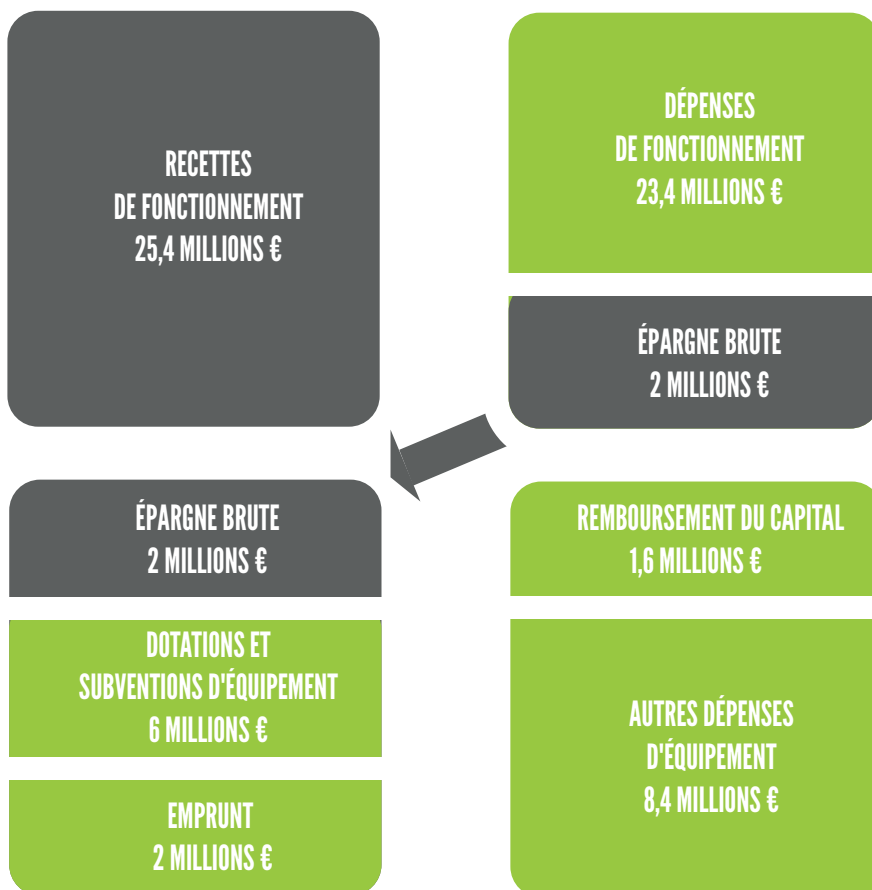 RECETTES
DE FONCTIONNEMENT
25,4 MILLIONS €
DÉPENSES
DE FONCTIONNEMENT
23,4 MILLIONS €
ÉPARGNE BRUTE
2 MILLIONS €
ÉPARGNE BRUTE
2 MILLIONS €
DOTATIONS ET
SUBVENTIONS D'ÉQUIPEMENT
6 MILLIONS €
EMPRUNT
2 MILLIONS €
REMBOURSEMENT DU CAPITAL
1,6 MILLIONS €
AUTRES DÉPENSES
D'ÉQUIPEMENT
8,4 MILLIONS €